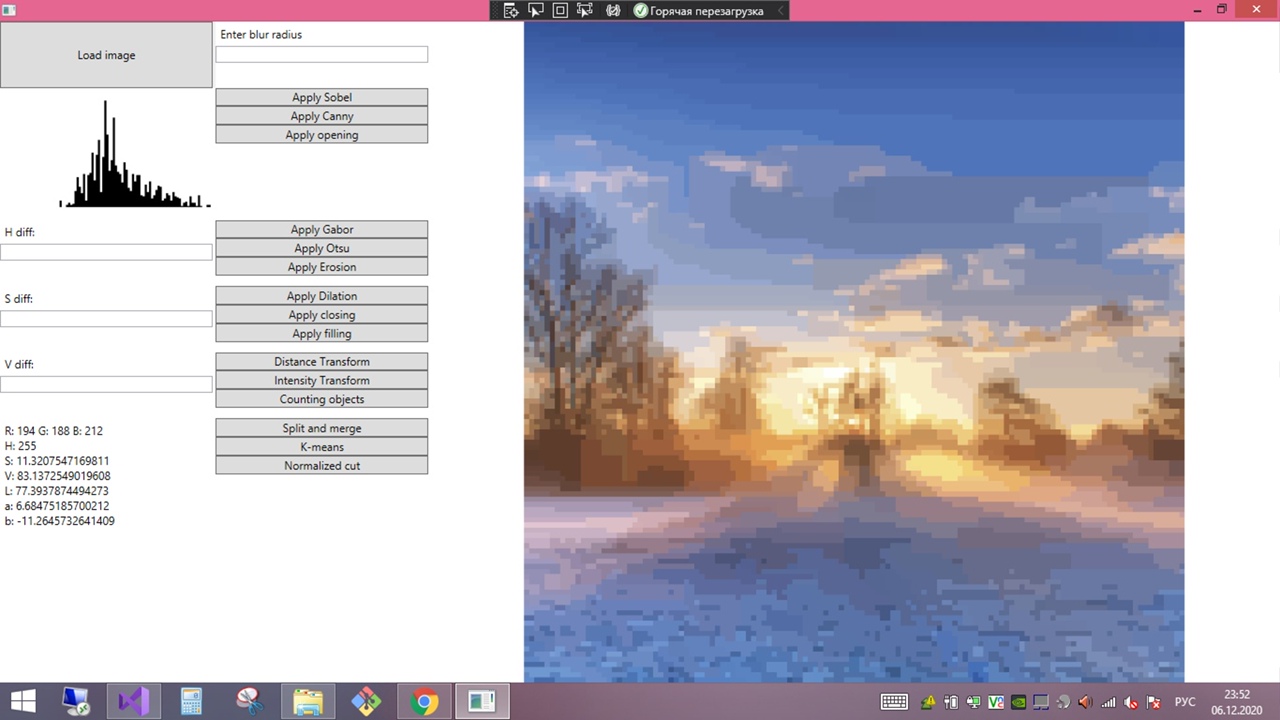 Горячая перезагрузка
Load image
Enter blur radius
Apply Sobel
Apply Canny
Apply opening
H diff:
Apply Gabor
Apply Otsu
Apply Erosion
S diff:
Apply Dilation
Apply closing
Apply filling
V diff:
Distance Transform
Intensity Transform
Counting objects
R: 194 G: 188 B: 212
H: 255
S: 11.3207547169811
V: 83.1372549019608
L: 77.3937874494273
a: 6.68475185700212
b: -11.2645732641409
Split and merge
K-means
Normalized cut
РУС
23:52
06.12.2020